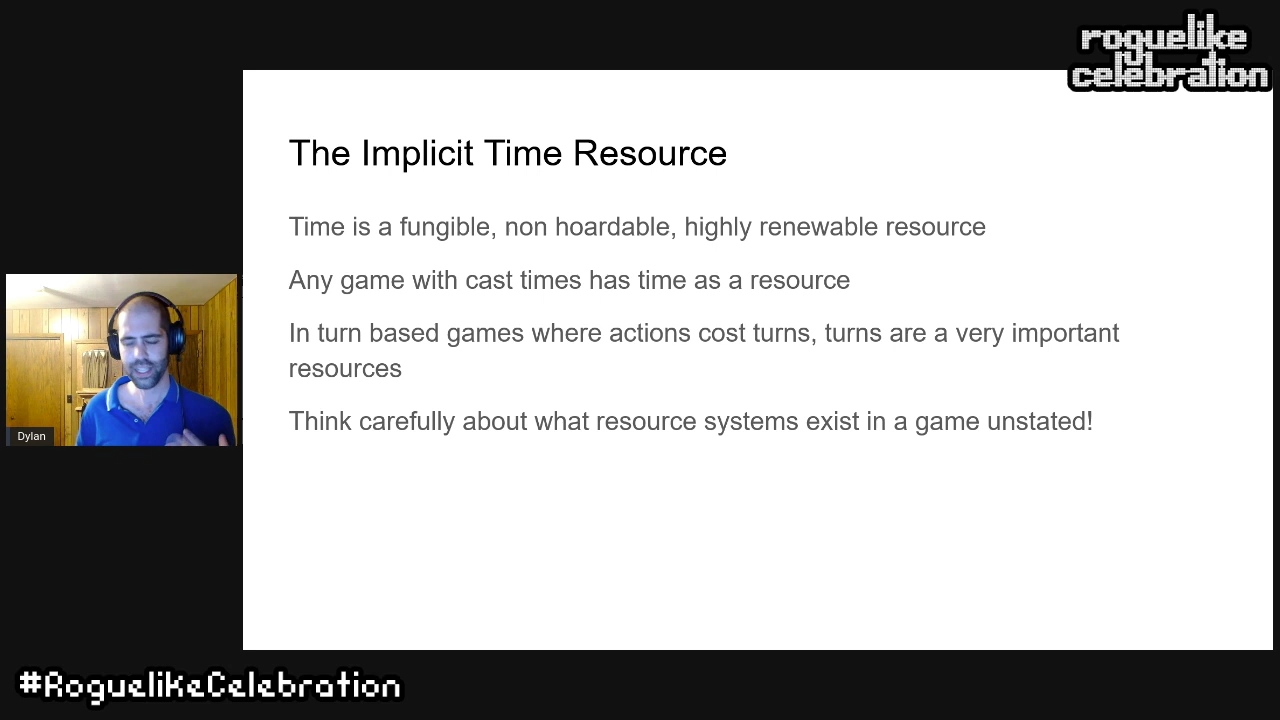 roguelike
celebration
The Implicit Time Resource
Time is a fungible, non hoardable, highly renewable resource
Any game with cast times has time as a resource
In turn based games where actions cost turns, turns are a very important
resources
Think carefully about what resource systems exist in a game unstated!
Dylan
#RoguelikeCelebration